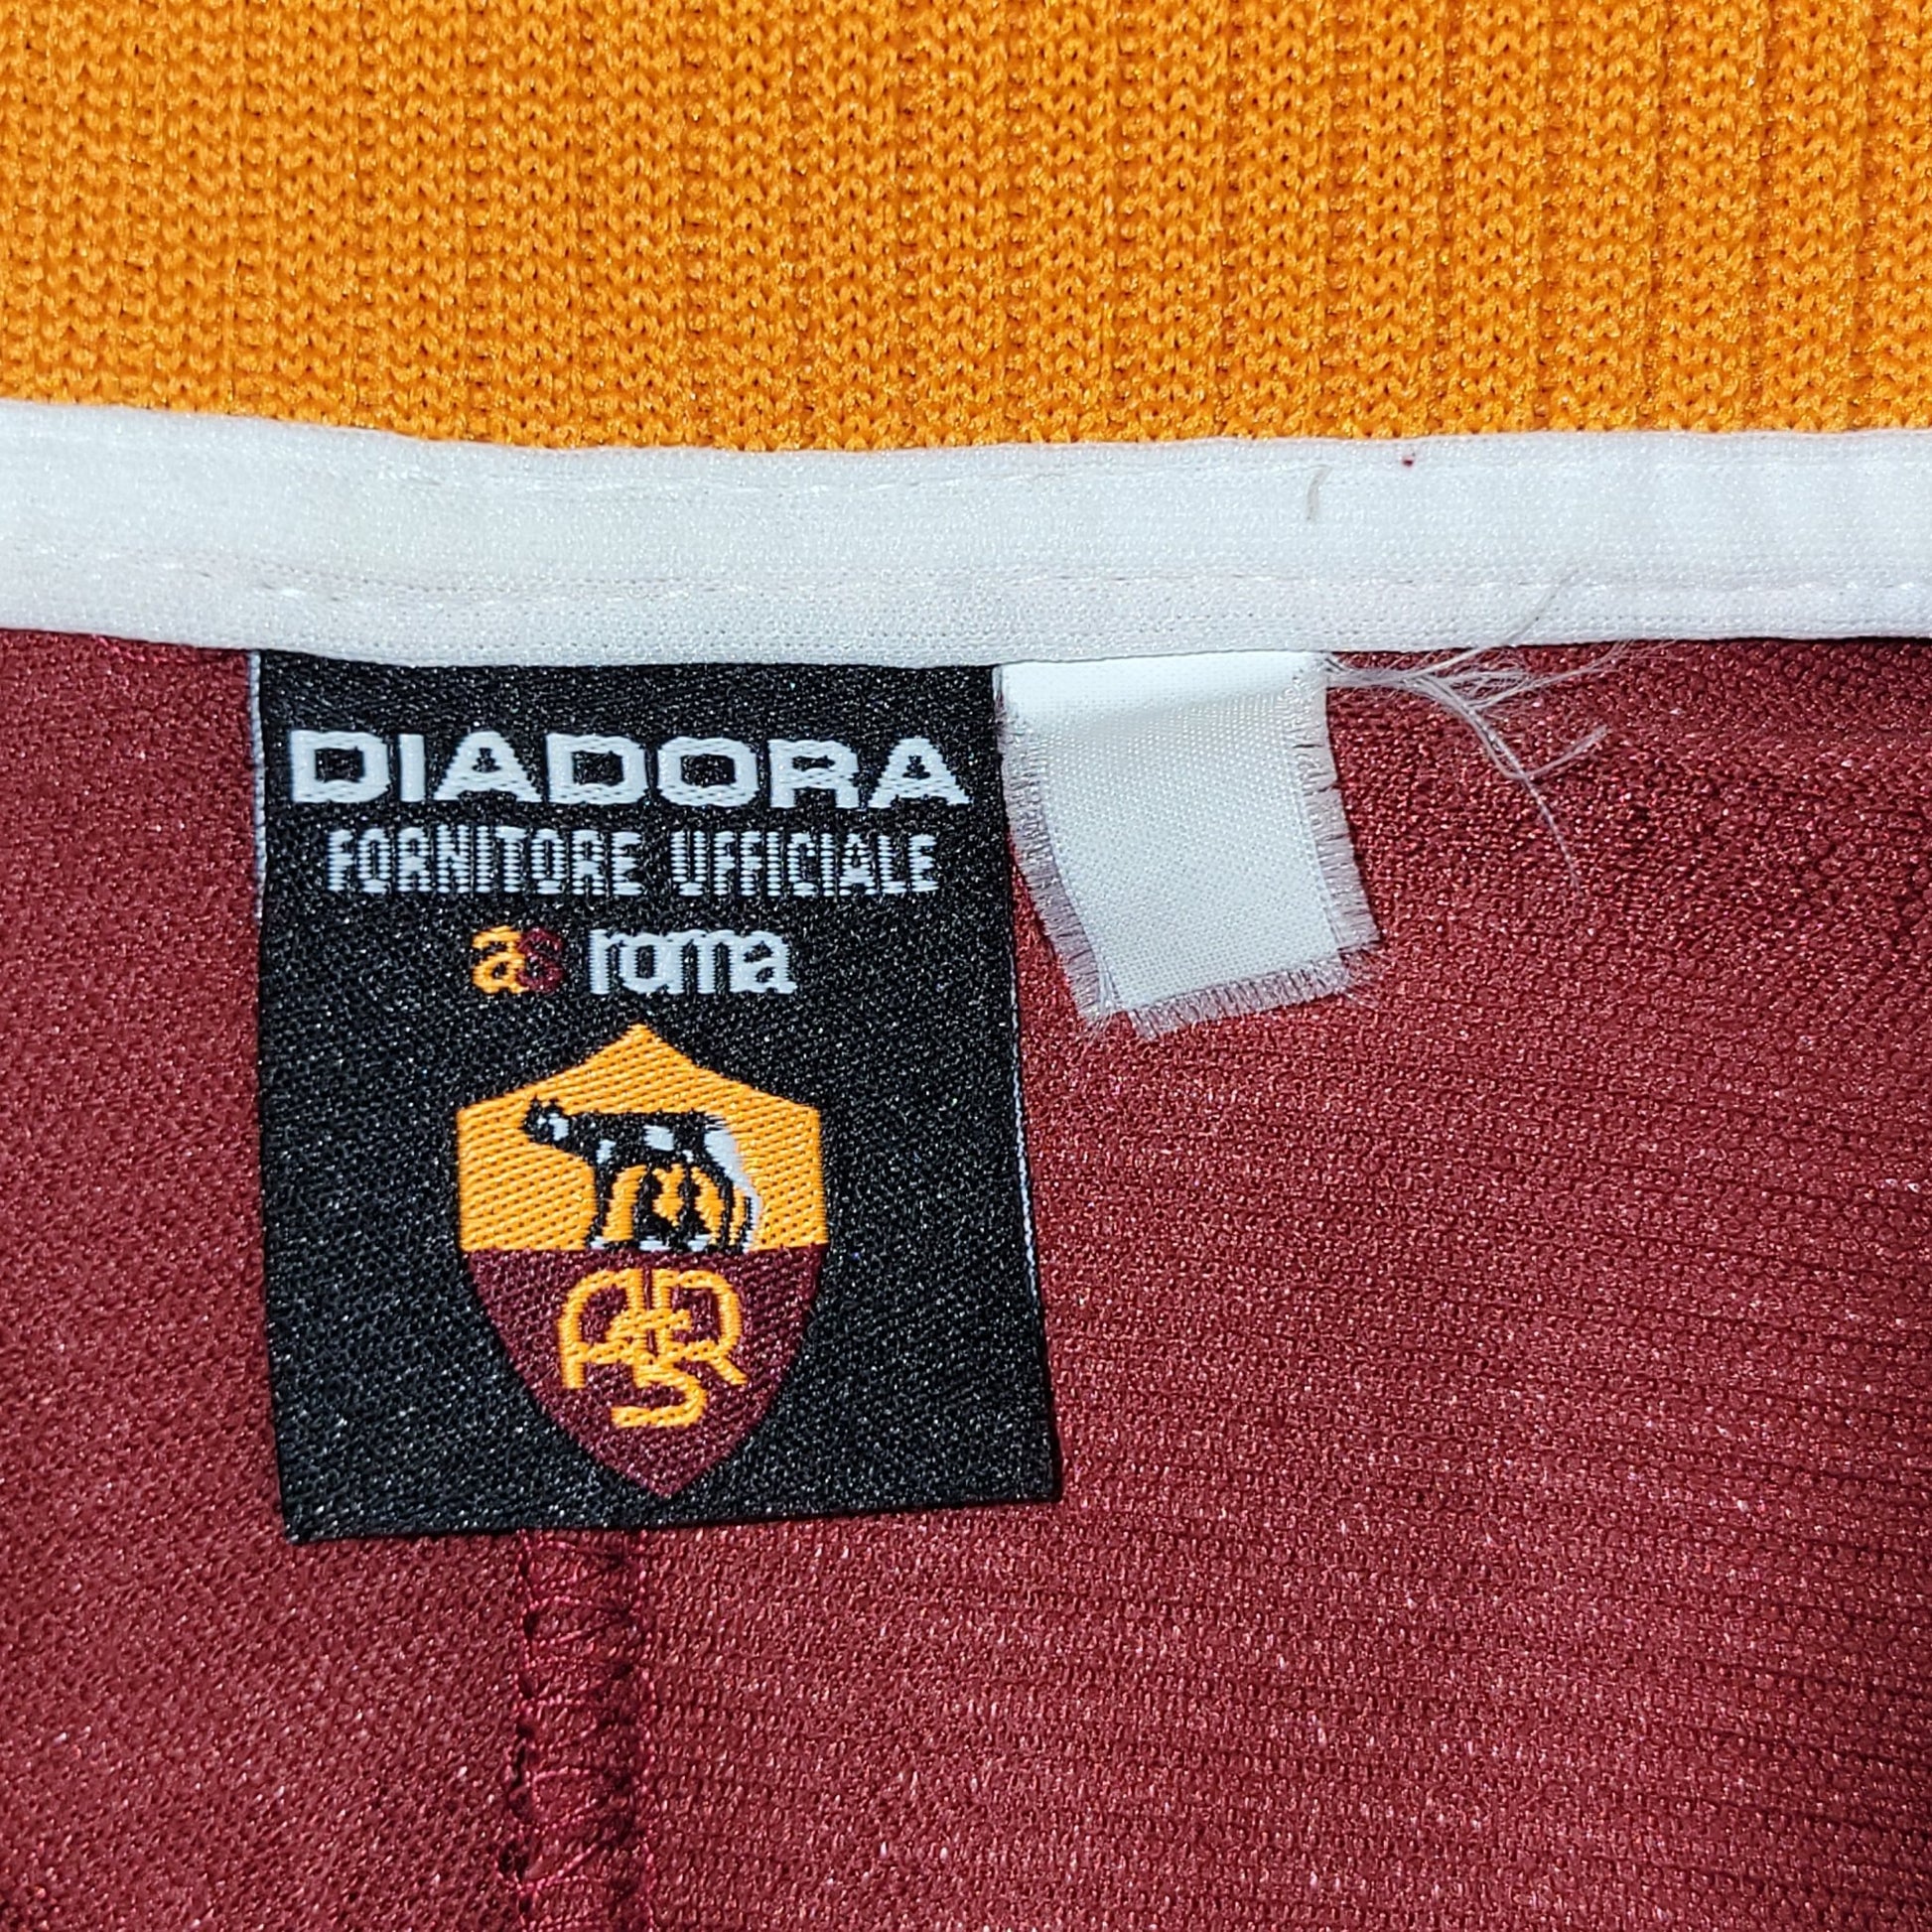 DIADORA
FORNITORE UFFICIALE
as roma
ASR